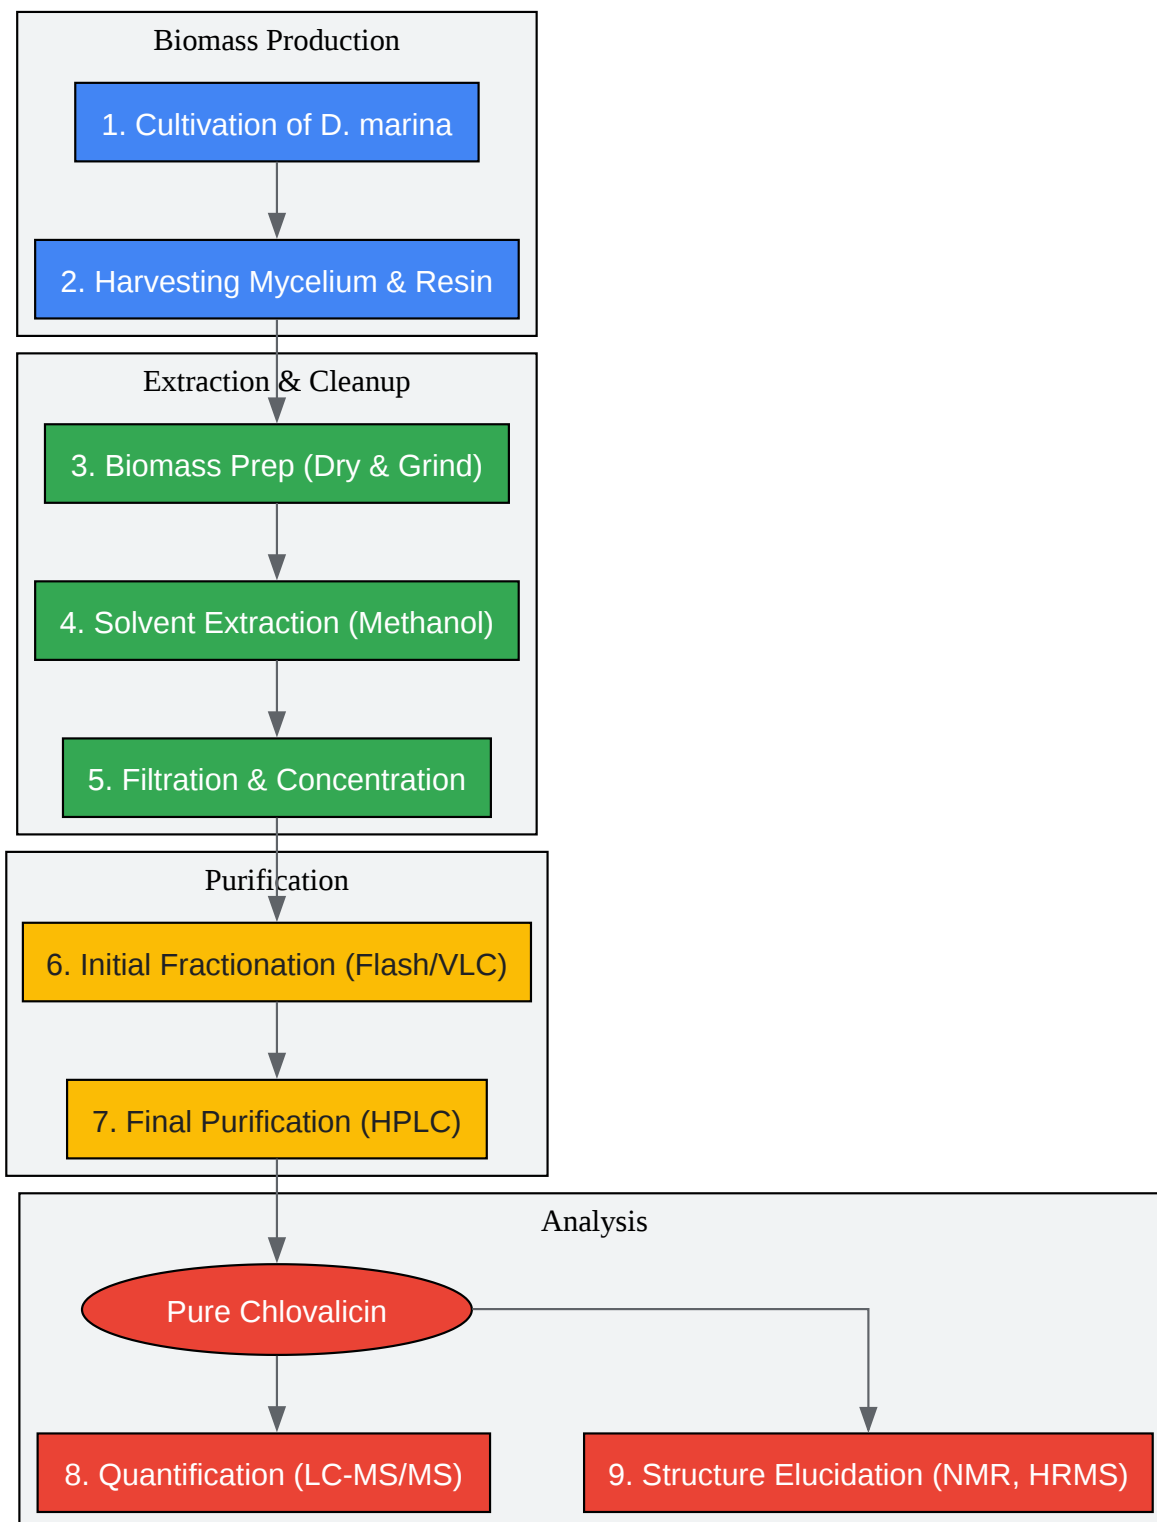 Biomass Production
1. Cultivation of D. marina
2. Harvesting Mycelium & Resin
Extraction & Cleanup
3. Biomass Prep (Dry & Grind)
4. Solvent Extraction (Methanol)
5. Filtration & Concentration
Purification
6. Initial Fractionation (Flash/VLC)
7. Final Purification (HPLC)
Analysis
Pure Chlovalicin
8. Quantification (LC-MS/MS)
9. Structure Elucidation (NMR, HRMS)